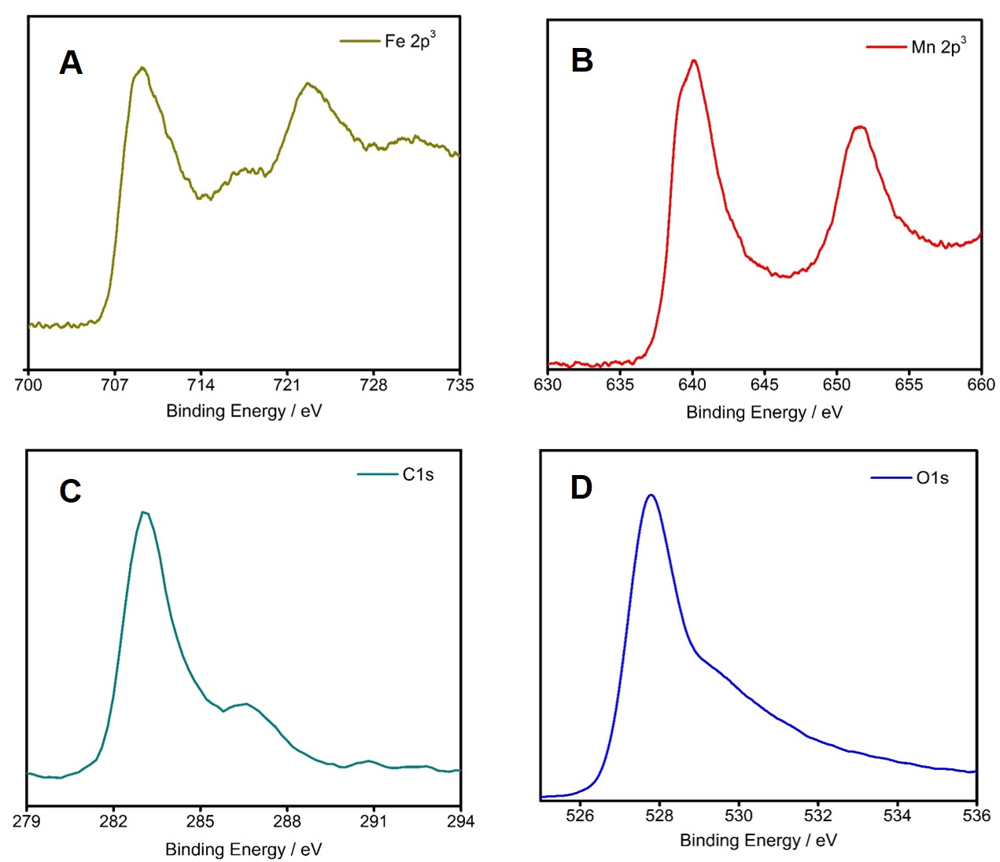 A
Fe 2p³
700 707 714 721 728 735
Binding Energy / eV
B
Mn 2p³
630 635 640 645 650 655 660
Binding Energy / eV
C
C1s
279 282 285 288 291 294
Binding Energy / eV
D
O1s
526 528 530 532 534 536
Binding Energy / eV